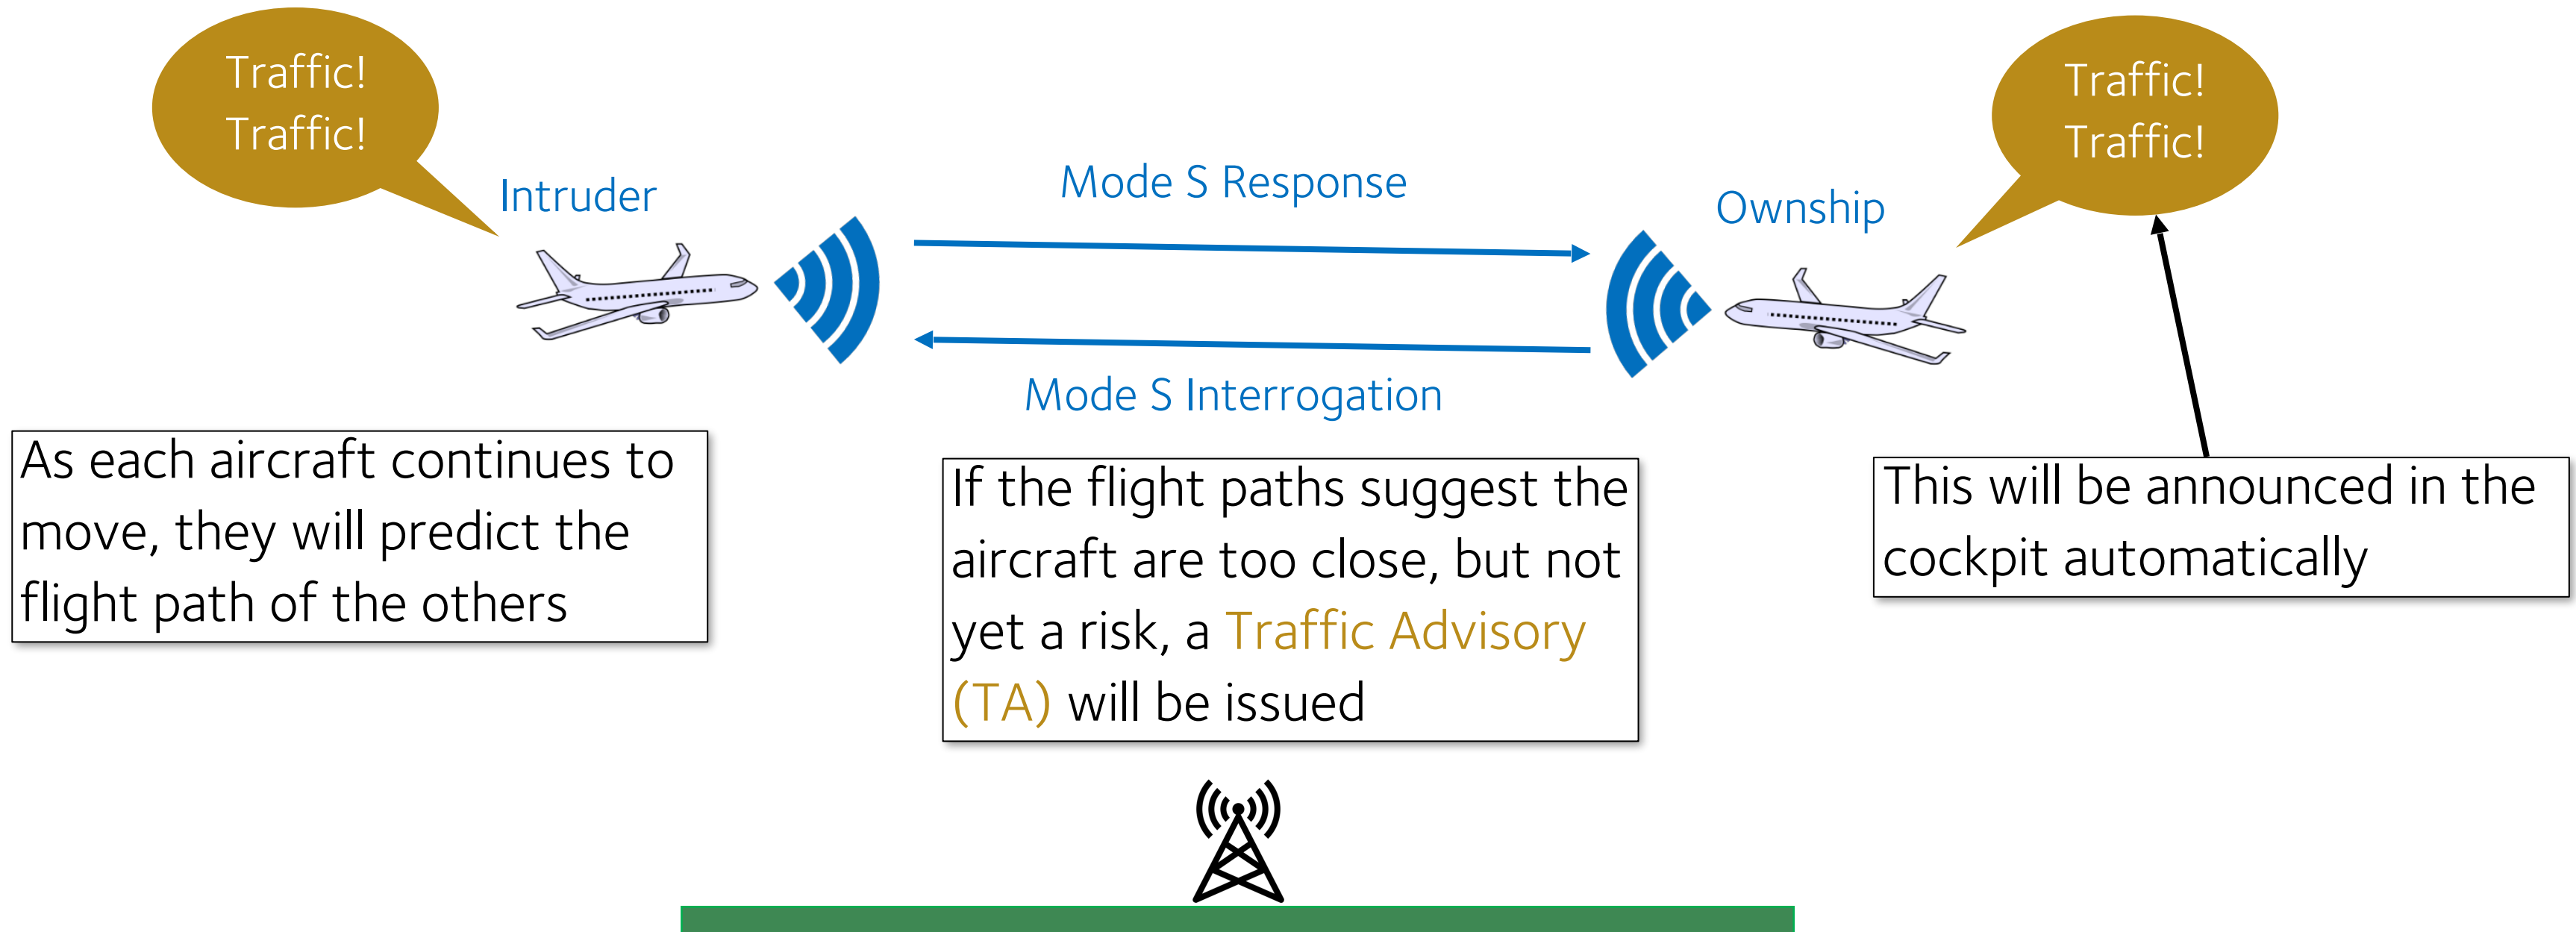 Traffic!
Traffic!
Intruder
Mode S Response
Ownship
Traffic!
Traffic!
Mode S Interrogation
As each aircraft continues to
move, they will predict the
flight path of the others
If the flight paths suggest the
aircraft are too close, but not
yet a risk, a Traffic Advisory
(TA) will be issued
This will be announced in the
cockpit automatically